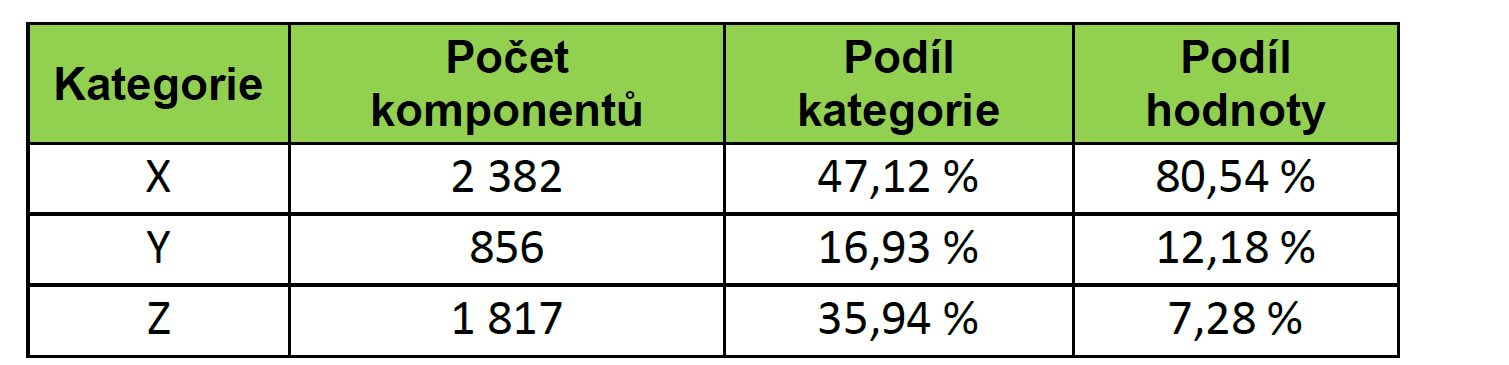 Kategorie Počet komponentů Podíl kategorie Podíl hodnoty
X 2 382 47,12 % 80,54 %
Y 856 16,93 % 12,18 %
Z 1 817 35,94 % 7,28 %